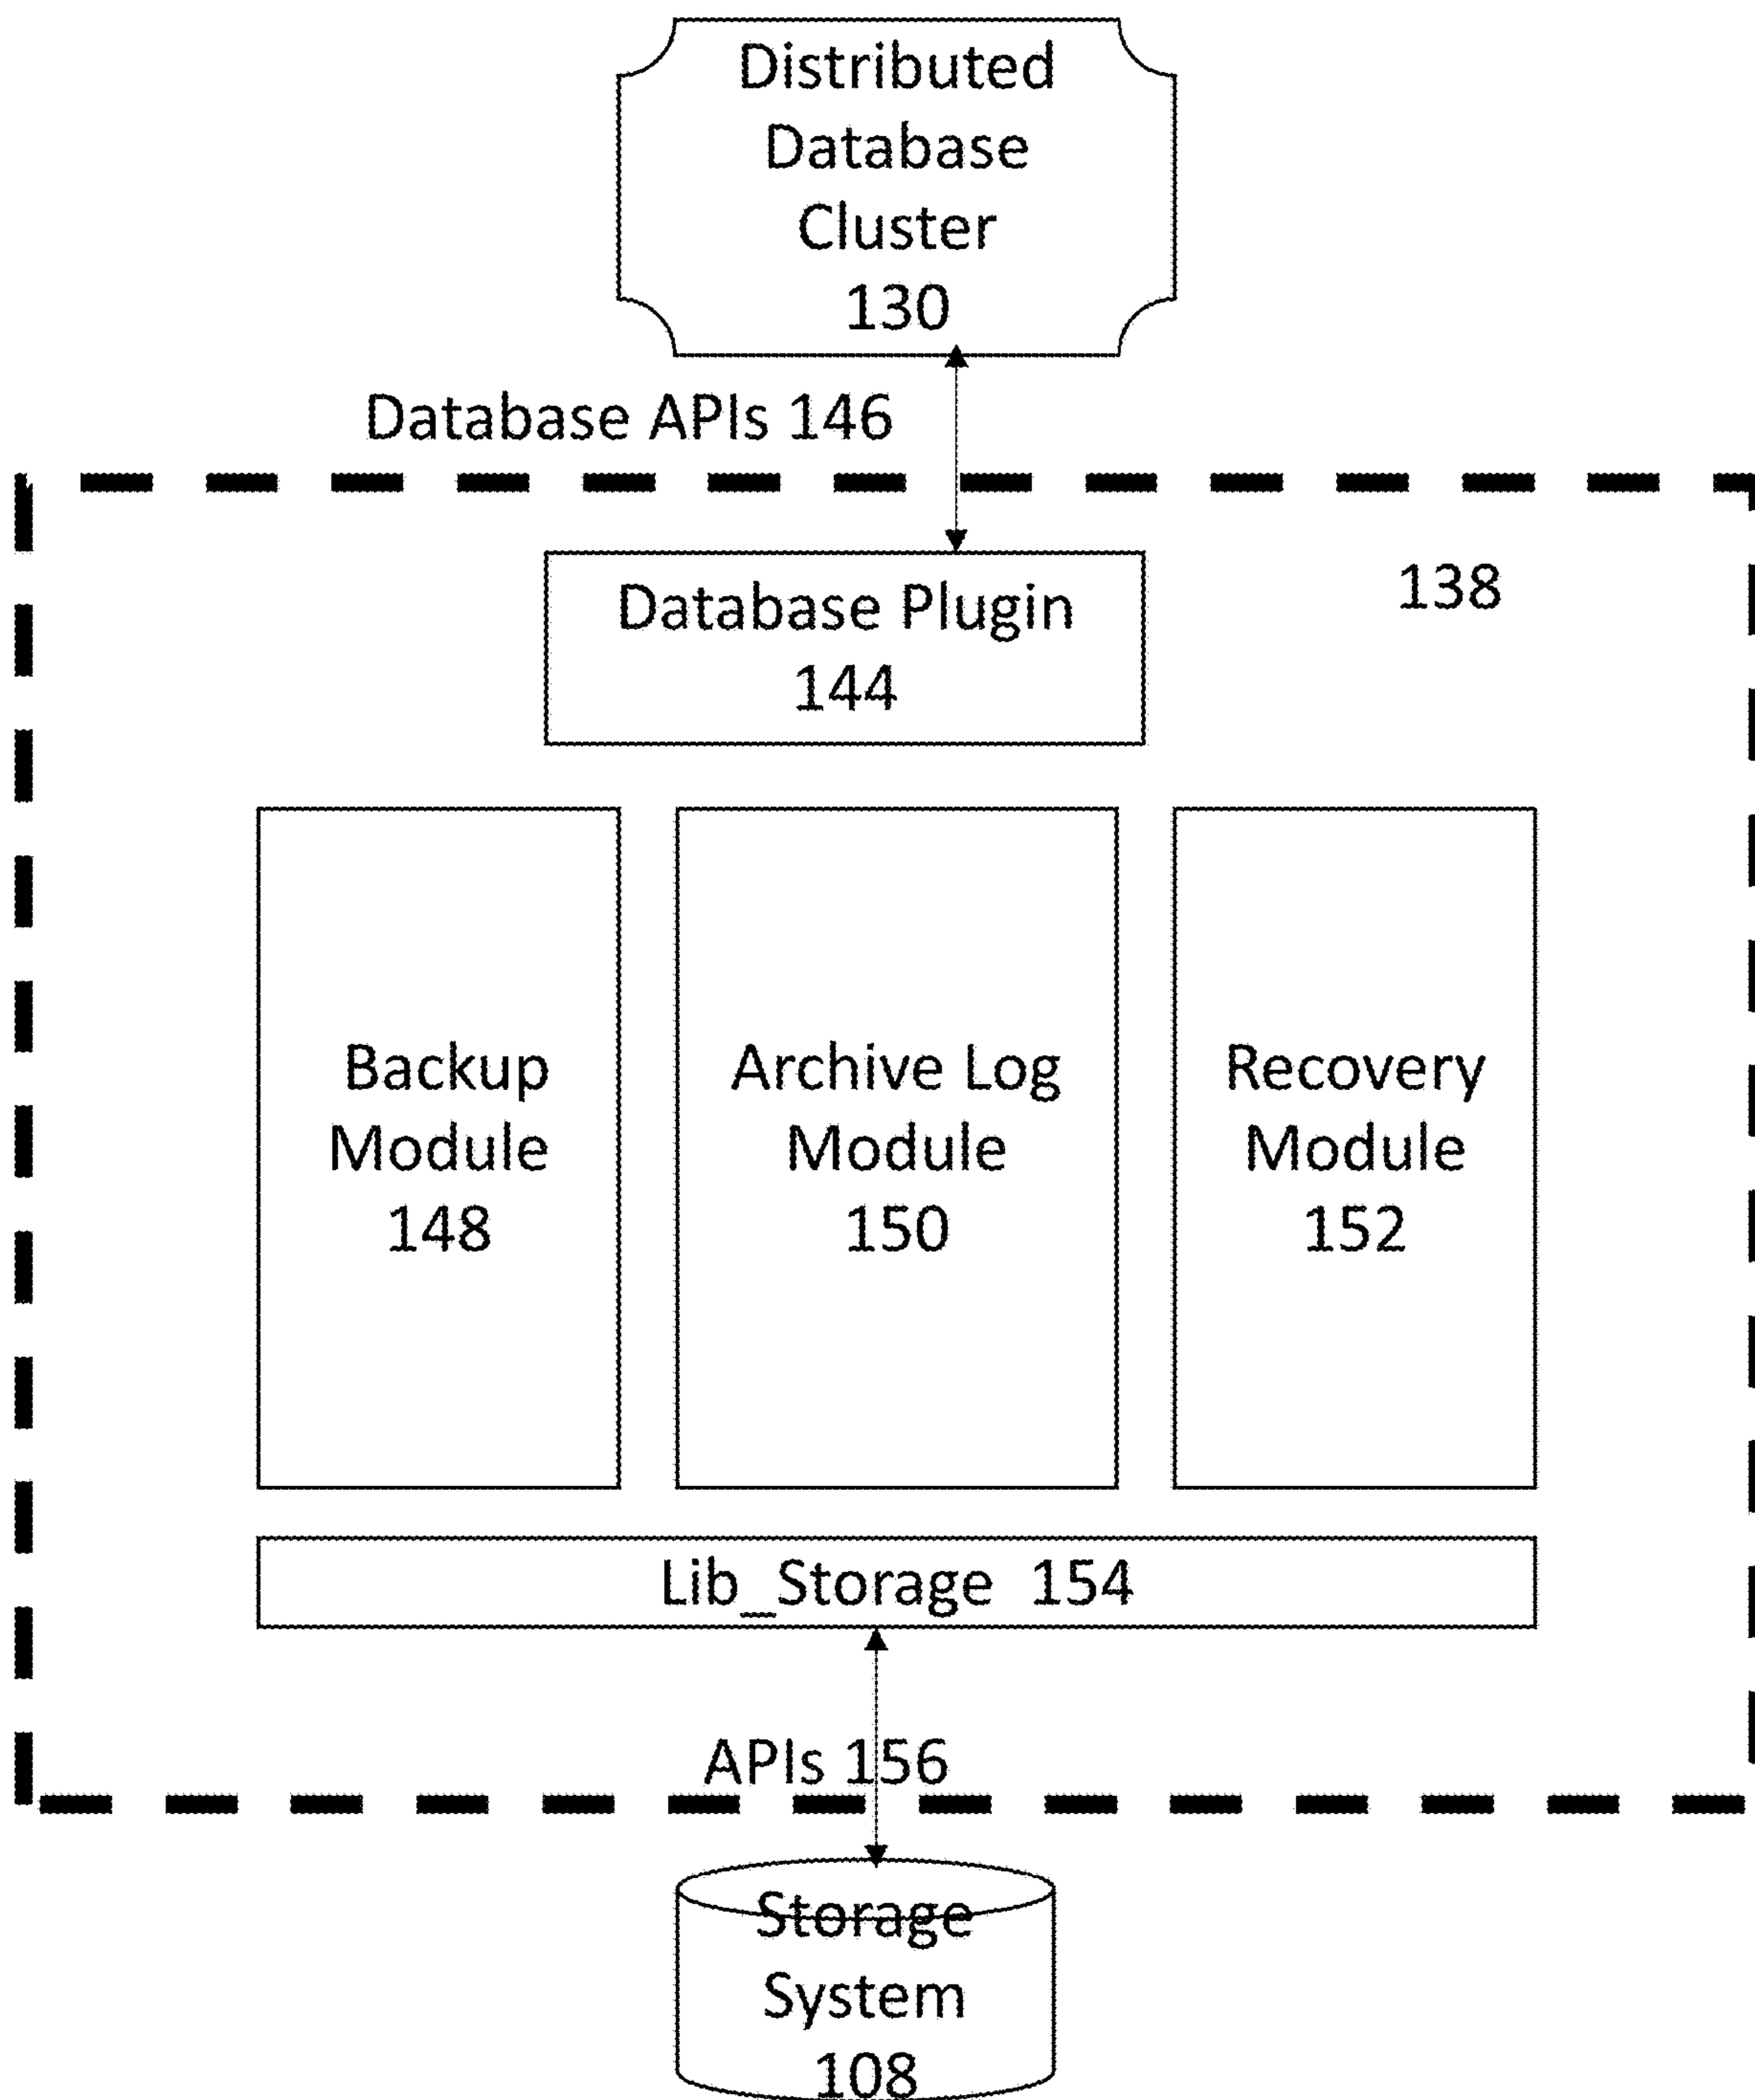 Distributed
Database
Cluster
130
Database APIs 146
138
Database Plugin
144
Backup
Module
148
Archive Log
Module
150
Recovery
Module
152
Lib_Storage 154
APIs 156
Storage
System
108